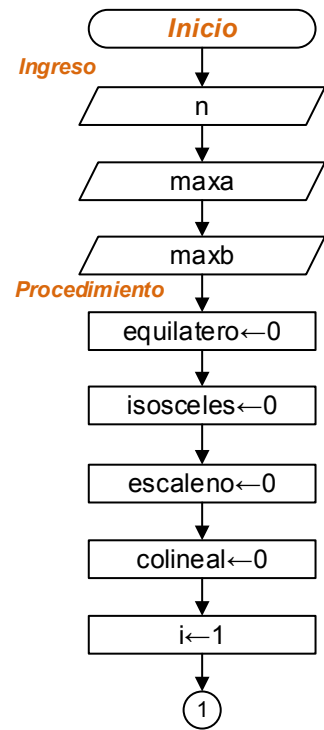 Inicio
Ingreso
n
maxa
maxb
Procedimiento
equilatero←0
isosceles←0
escaleno←0
colineal←0
i←1
1